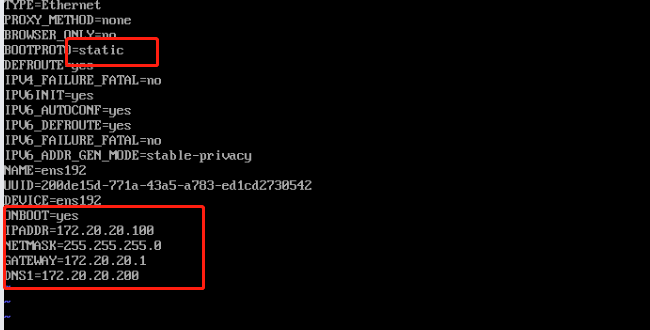 TYPE=Ethernet
PROXY_METHOD=none
BROWSER_ONLY=no
BOOTPROTO=static
DEFROUTE=yes
IPV4_FAILURE_FATAL=no
IPV6INIT=yes
IPV6_AUTOCONF=yes
IPV6_DEFROUTE=yes
IPV6_FAILURE_FATAL=no
IPV6_ADDR_GEN_MODE=stable-privacy
NAME=ens192
UUID=200de15d-771a-43a5-a783-ed1cd2730542
DEVICE=ens192
ONBOOT=yes
IPADDR=172.20.20.100
NETMASK=255.255.255.0
GATEWAY=172.20.20.1
DNS1=172.20.20.200
~
~
~